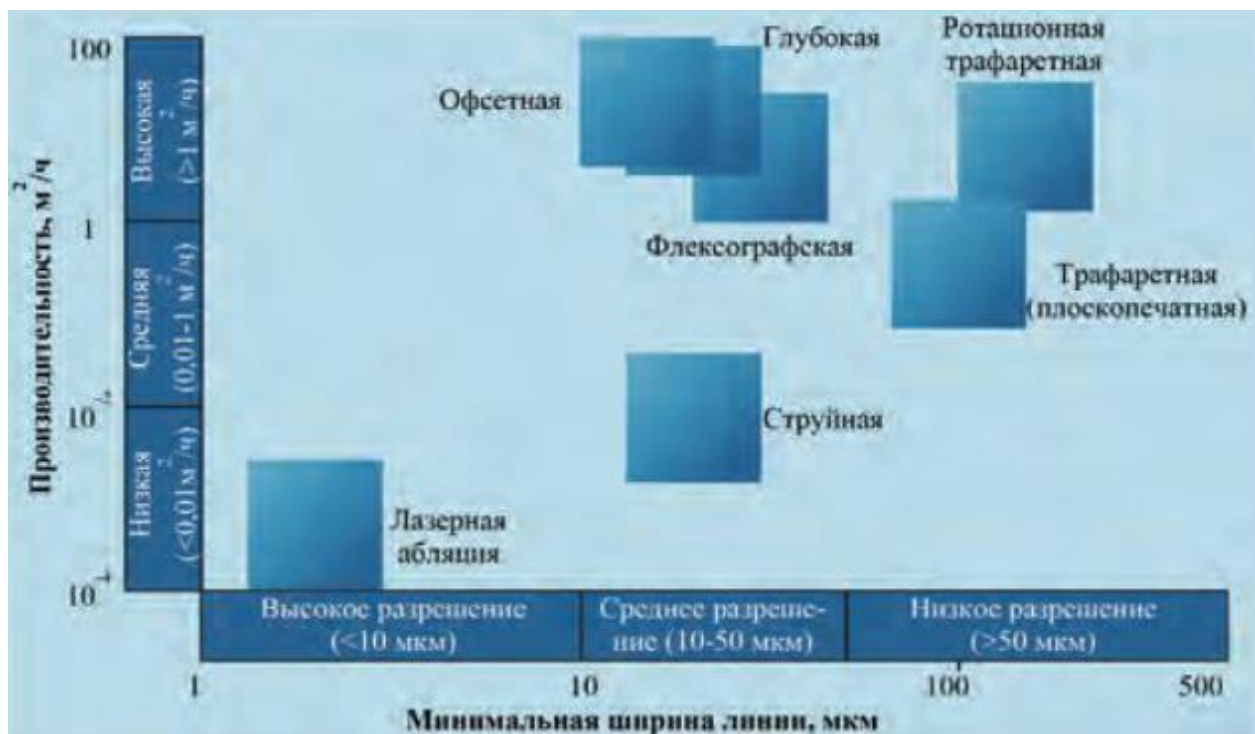 100
1
10⁻²
10⁻⁴
Производительность, м²/ч
Высокая
(>1 м²/ч)
Средняя
(0,01-1 м²/ч)
Низкая
(<0,01м²/ч)
Офсетная
Глубокая
Ротационная
трафаретная
Флексографская
Трафаретная
(плоскопечатная)
Струйная
Лазерная
абляция
Высокое разрешение
(<10 мкм)
Среднее разреше-
ние (10-50 мкм)
Низкое разрешение
(>50 мкм)
1
10
100
500
Минимальная ширина линии, мкм